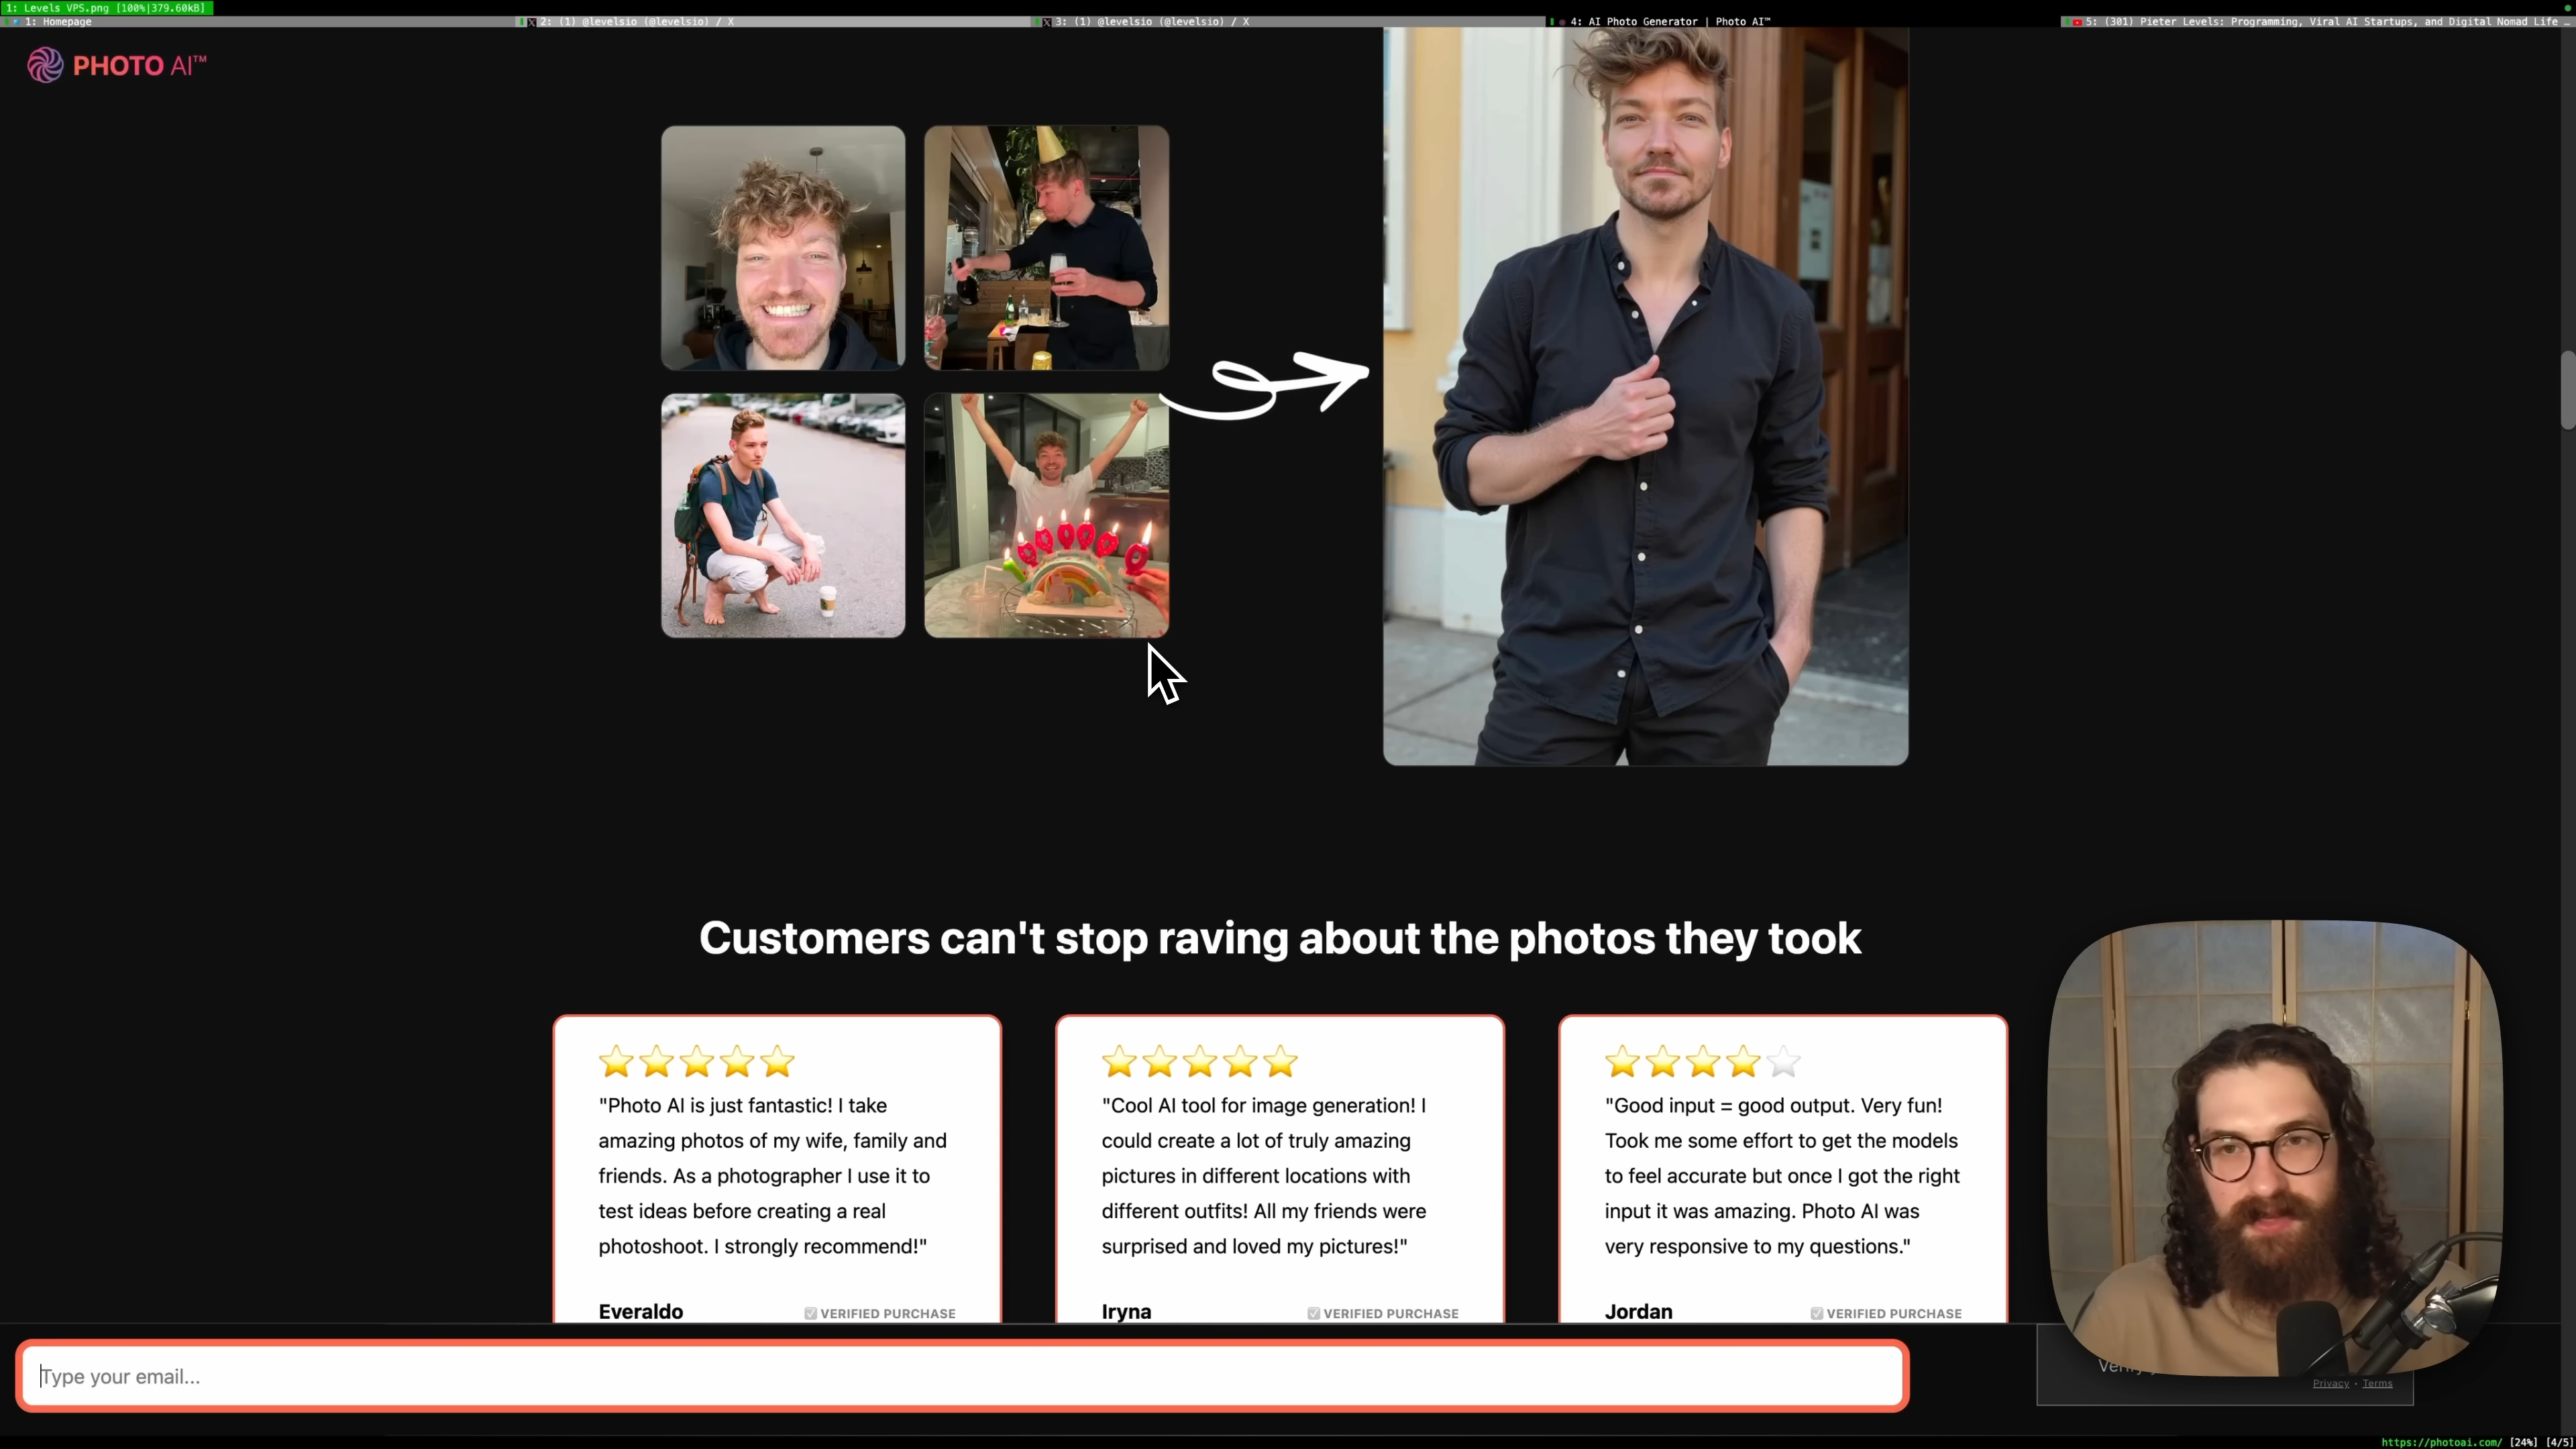 1: Levels VPS.png [100%|379.60kB]
1: Homepage
2: (1) @levelsio (@levelsio) / X
3: (1) @levelsio (@levelsio) / X
4: AI Photo Generator | Photo AI™
5: (301) Pieter Levels: Programming, Viral AI Startups, and Digital Nomad Life …
PHOTO AI™
Customers can't stop raving about the photos they took
"Photo AI is just fantastic! I take
amazing photos of my wife, family and
friends. As a photographer I use it to
test ideas before creating a real
photoshoot. I strongly recommend!"
Everaldo
VERIFIED PURCHASE
"Cool AI tool for image generation! I
could create a lot of truly amazing
pictures in different locations with
different outfits! All my friends were
surprised and loved my pictures!"
Iryna
VERIFIED PURCHASE
"Good input = good output. Very fun!
Took me some effort to get the models
to feel accurate but once I got the right
input it was amazing. Photo AI was
very responsive to my questions."
Jordan
VERIFIED PURCHASE
Type your email...
Privacy • Terms
https://photoai.com/ [24%] [4/5]